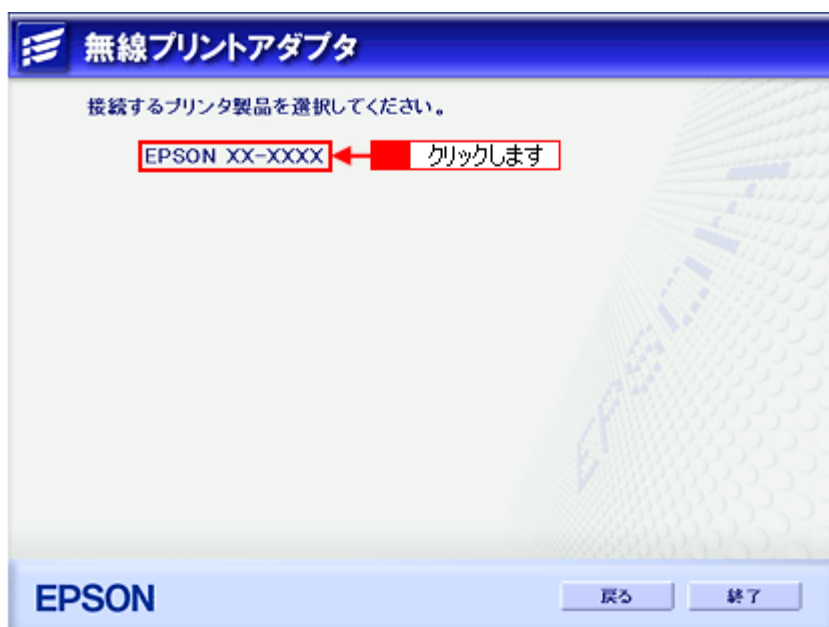 無線プリントアダプタ
接続するプリンタ製品を選択してください。
EPSON XX-XXXX
クリックします
EPSON
EPSON
戻る
終了